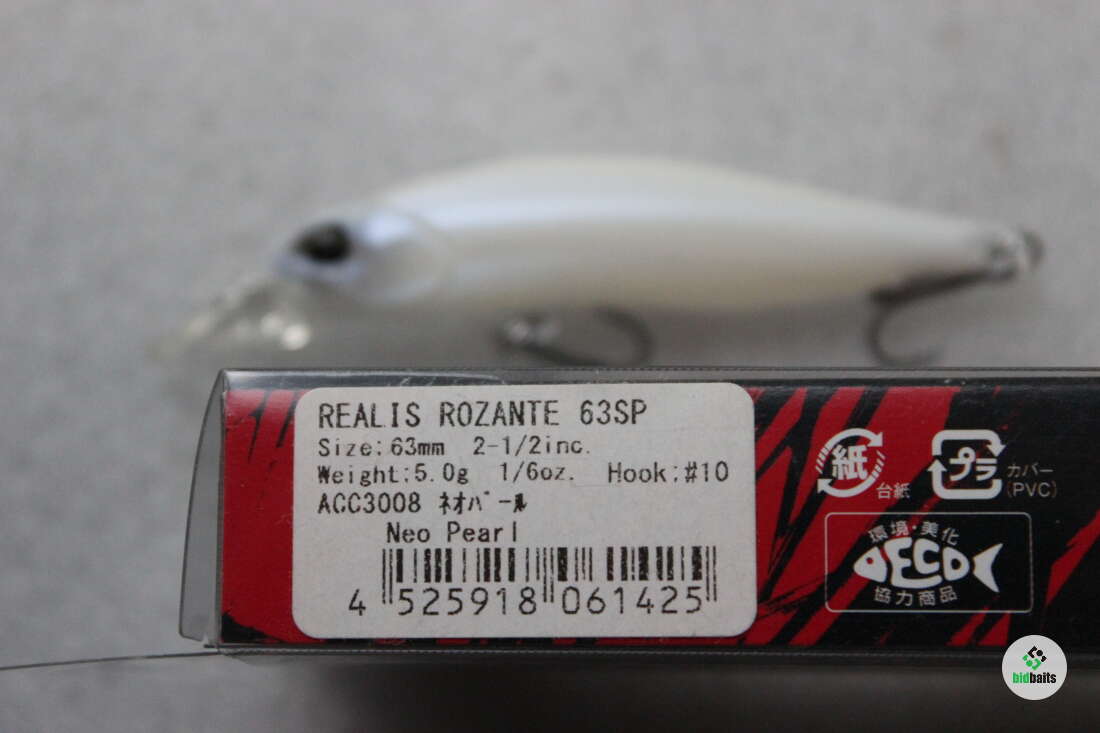 REALIS ROZANTE 63SP
Size:63mm 2-1/2inc.
Weight:5.0g 1/6oz. Hook:#10
ACC3008 ネオパール
Neo Pearl
4 525918 061425
紙
台紙
プラ
カバー
(PVC)
環境・美化
ECO
協力商品
bidbaits